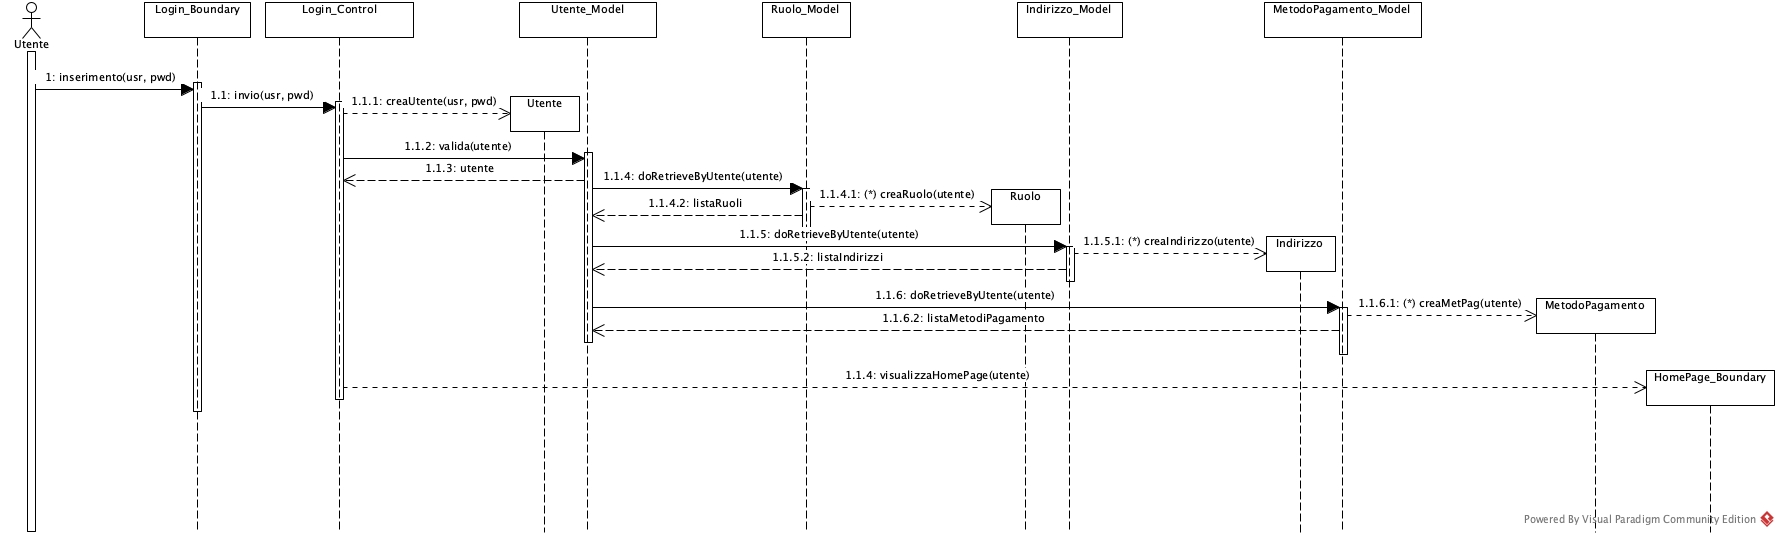 Login_Boundary
Login_Control
Utente_Model
Ruolo_Model
Indirizzo_Model
MetodoPagamento_Model
Utente
1: inserimento(usr, pwd)
1.1: invio(usr, pwd)
1.1.1: creaUtente(usr, pwd)
Utente
1.1.2: valida(utente)
1.1.3: utente
1.1.4: doRetrieveByUtente(utente)
1.1.4.1: (*) creaRuolo(utente)
Ruolo
1.1.4.2: listaRuoli
1.1.5: doRetrieveByUtente(utente)
1.1.5.1: (*) creaIndirizzo(utente)
Indirizzo
1.1.5.2: listaIndirizzi
1.1.6: doRetrieveByUtente(utente)
1.1.6.1: (*) creaMetPag(utente)
MetodoPagamento
1.1.6.2: listaMetodiPagamento
1.1.4: visualizzaHomePage(utente)
HomePage_Boundary
Powered By Visual Paradigm Community Edition